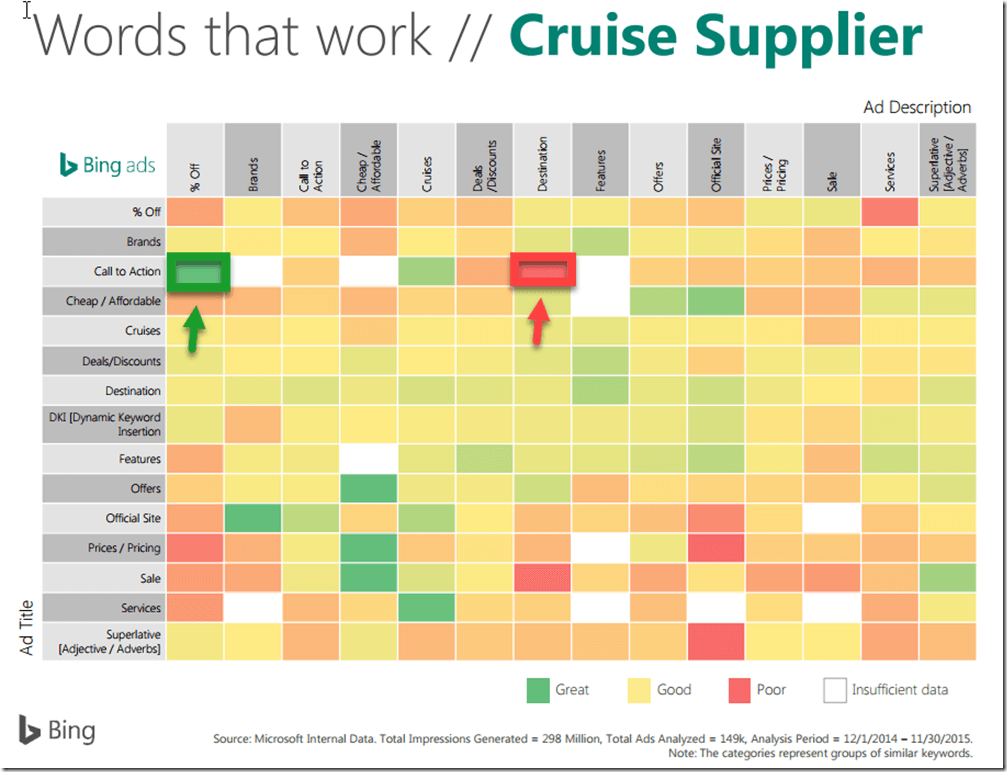 Words that work // Cruise Supplier
Ad Description
Bing ads
% Off
Brands
Call to
Action
Cheap /
Affordable
Cruises
Deals
/Discounts
Destination
Features
Offers
Official Site
Prices /
Pricing
Sale
Services
Superlative
[Adjective /
Adverbs]
% Off
Brands
Call to Action
Cheap / Affordable
Cruises
Deals/Discounts
Destination
DKI [Dynamic Keyword
Insertion
Features
Offers
Official Site
Prices / Pricing
Sale
Services
Superlative
[Adjective / Adverbs]
Ad Title
Great
Good
Poor
Insufficient data
Bing
Source: Microsoft Internal Data. Total Impressions Generated = 298 Million, Total Ads Analyzed = 149k, Analysis Period = 12/1/2014 – 11/30/2015.
Note: The categories represent groups of similar keywords.